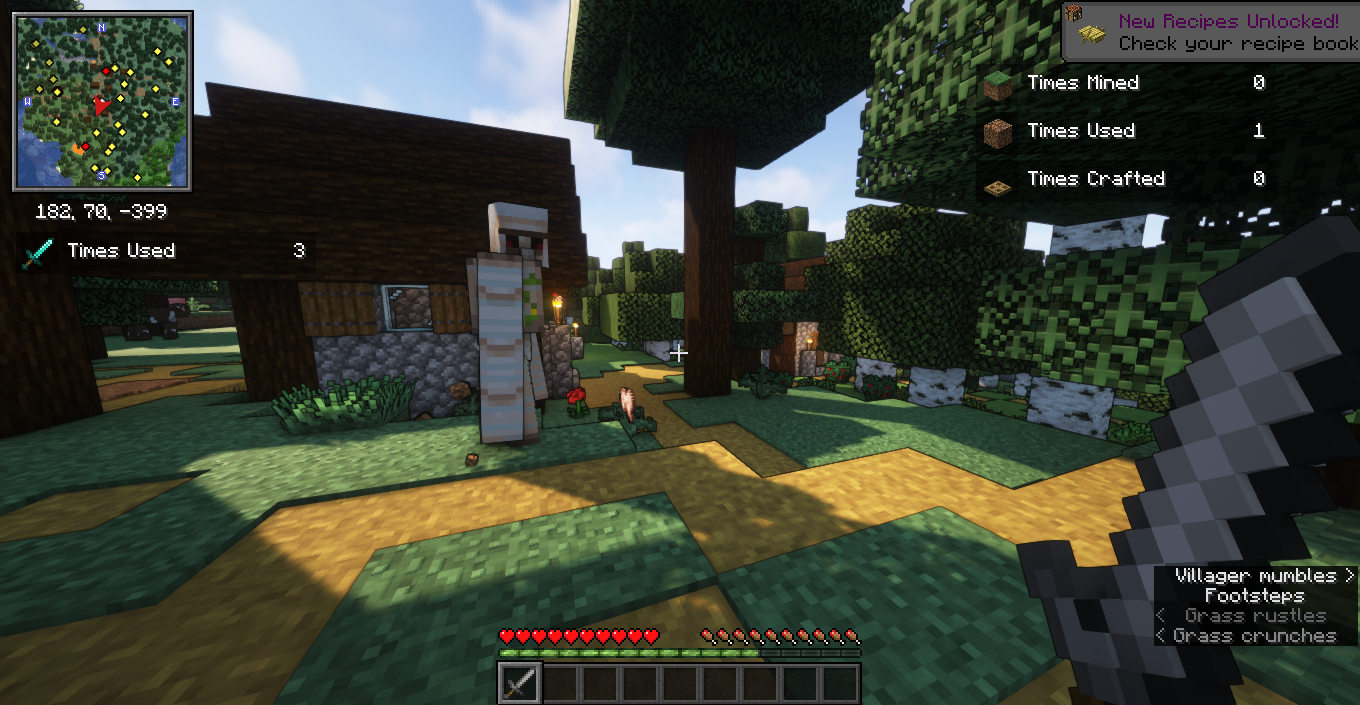 N
W
E
S
182, 70, -399
Times Used 3
New Recipes Unlocked!
Check your recipe book
Times Mined 0
Times Used 1
Times Crafted 0
Villager mumbles >
Footsteps
< Grass rustles
< Grass crunches